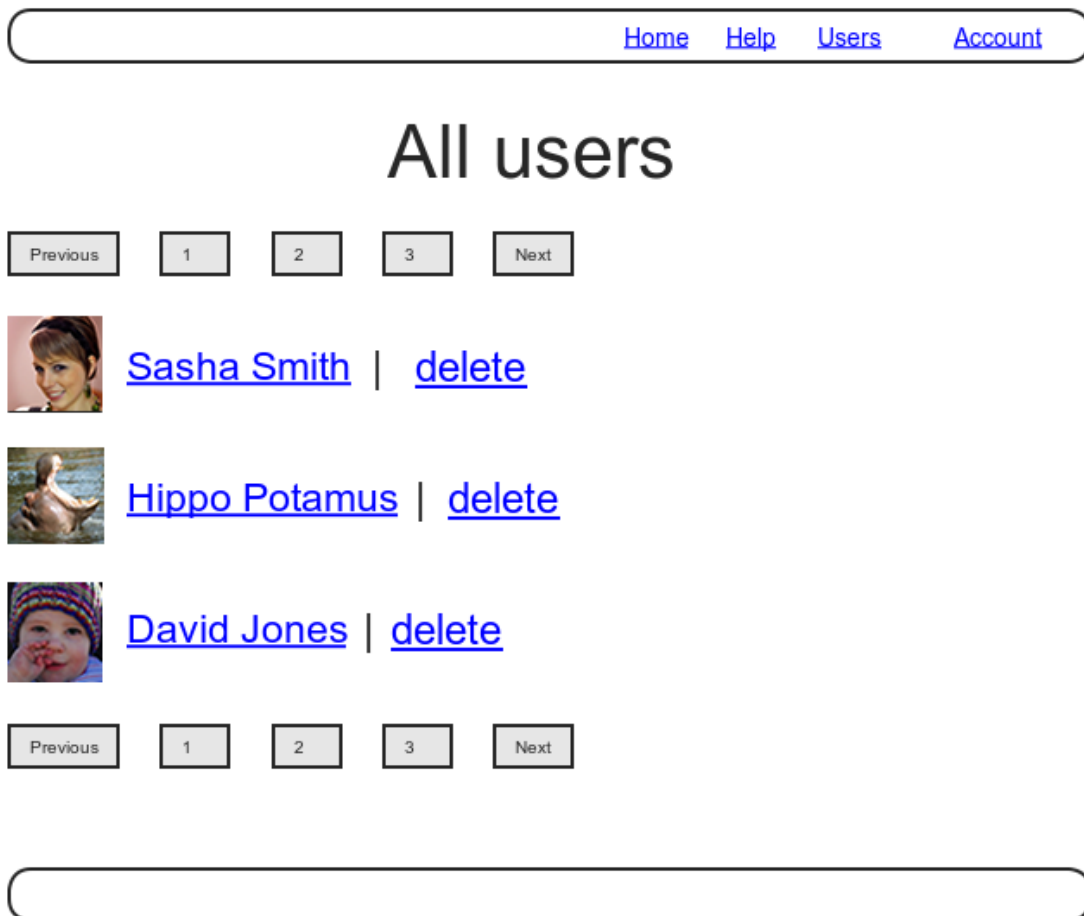 Home Help Users Account
All users
Previous 1 2 3 Next
Sasha Smith | delete
Hippo Potamus | delete
David Jones | delete
Previous 1 2 3 Next